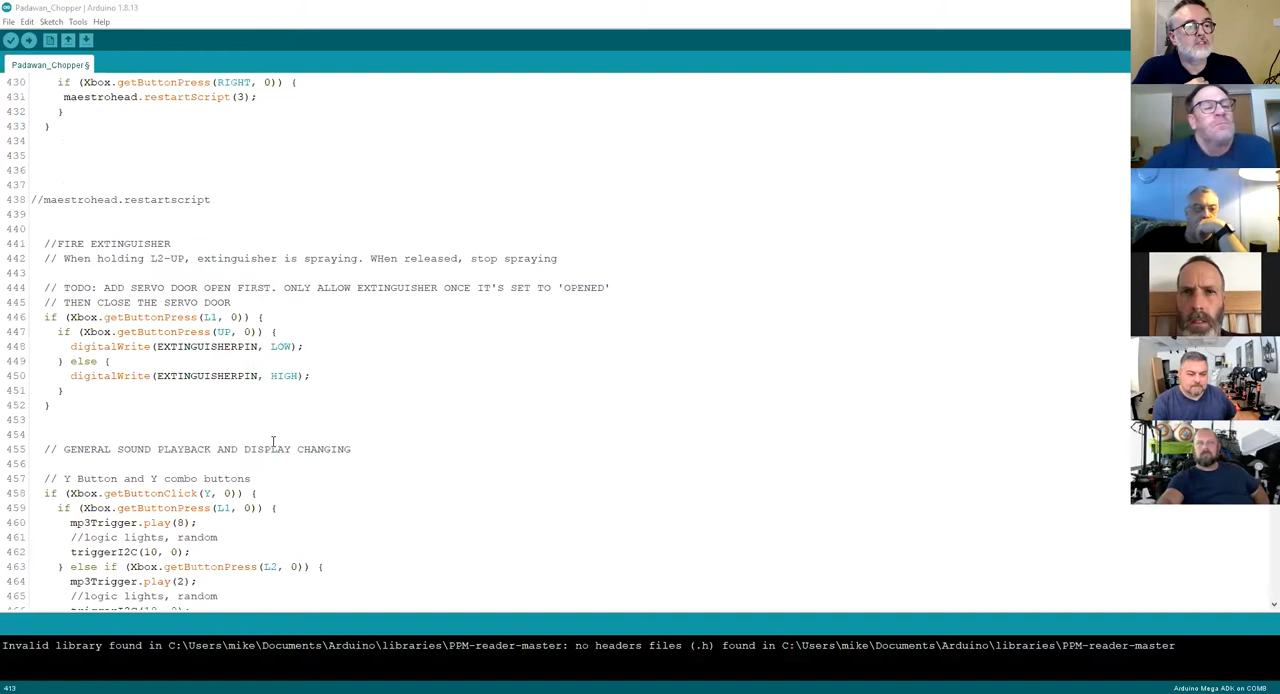 Padawan_Chopper | Arduino 1.8.13
File Edit Sketch Tools Help
Padawan_Chopper§
430 if (Xbox.getButtonPress(RIGHT, 0)) {
431 maestrohead.restartScript(3);
432 }
433 }
434
435
436
437
438 //maestrohead.restartscript
439
440
441 //FIRE EXTINGUISHER
442 // When holding L2-UP, extinguisher is spraying. WHen released, stop spraying
443
444 // TODO: ADD SERVO DOOR OPEN FIRST. ONLY ALLOW EXTINGUISHER ONCE IT'S SET TO 'OPENED'
445 // THEN CLOSE THE SERVO DOOR
446 if (Xbox.getButtonPress(L1, 0)) {
447 if (Xbox.getButtonPress(UP, 0)) {
448 digitalWrite(EXTINGUISHERPIN, LOW);
449 } else {
450 digitalWrite(EXTINGUISHERPIN, HIGH);
451 }
452 }
453
454
455 // GENERAL SOUND PLAYBACK AND DISPLAY CHANGING
456
457 // Y Button and Y combo buttons
458 if (Xbox.getButtonClick(Y, 0)) {
459 if (Xbox.getButtonPress(L1, 0)) {
460 mp3Trigger.play(8);
461 //logic lights, random
462 triggerI2C(10, 0);
463 } else if (Xbox.getButtonPress(L2, 0)) {
464 mp3Trigger.play(2);
465 //logic lights, random
466 triggerI2C(10, 0);
Invalid library found in C:\Users\mike\Documents\Arduino\libraries\PPM-reader-master: no headers files (.h) found in C:\Users\mike\Documents\Arduino\libraries\PPM-reader-master
413 Arduino Mega ADK on COM8